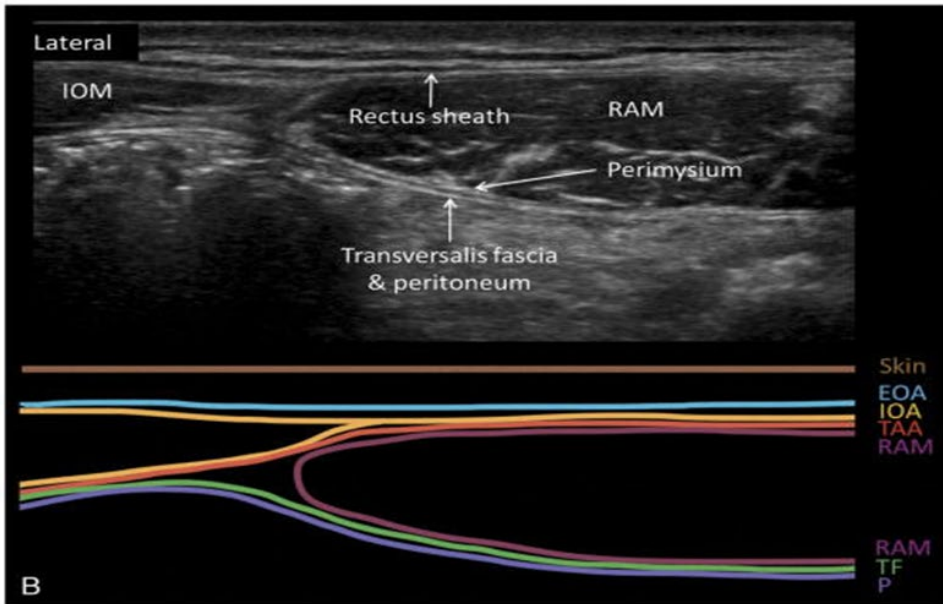 Lateral
IOM
Rectus sheath
RAM
Perimysium
Transversalis fascia
& peritoneum
Skin
EOA
IOA
TAA
RAM
RAM
TF
P
B